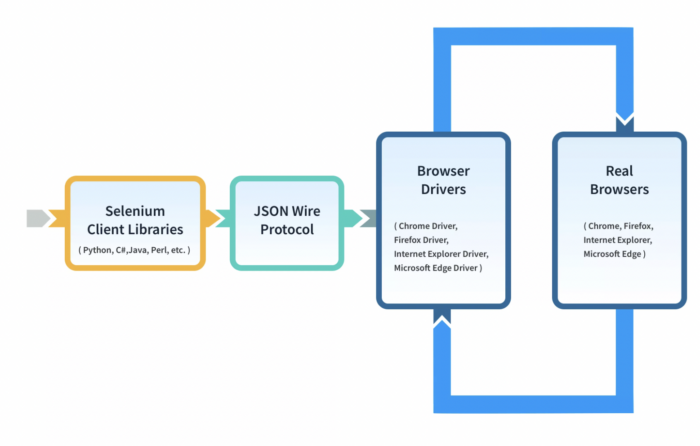 Selenium
Client Libraries
( Python, C#,Java, Perl, etc. )
JSON Wire
Protocol
Browser
Drivers
( Chrome Driver,
Firefox Driver,
Internet Explorer Driver,
Microsoft Edge Driver )
Real
Browsers
( Chrome, Firefox,
Internet Explorer,
Microsoft Edge )